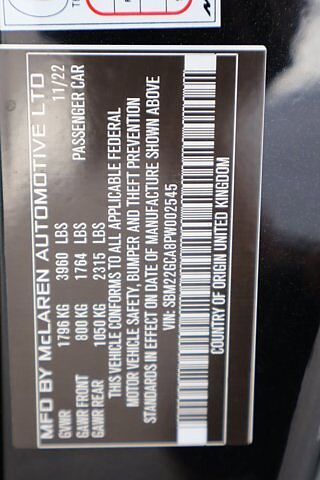 MFD BY McLAREN AUTOMOTIVE LTD
GVWR 1796 KG 3960 LBS 11/22
GAWR FRONT 800 KG 1764 LBS PASSENGER CAR
GAWR REAR 1050 KG 2315 LBS
THIS VEHICLE CONFORMS TO ALL APPLICABLE FEDERAL
MOTOR VEHICLE SAFETY, BUMPER AND THEFT PREVENTION
STANDARDS IN EFFECT ON DATE OF MANUFACTURE SHOWN ABOVE
VIN: SBM22GCA8PW002545
COUNTRY OF ORIGIN UNITED KINGDOM